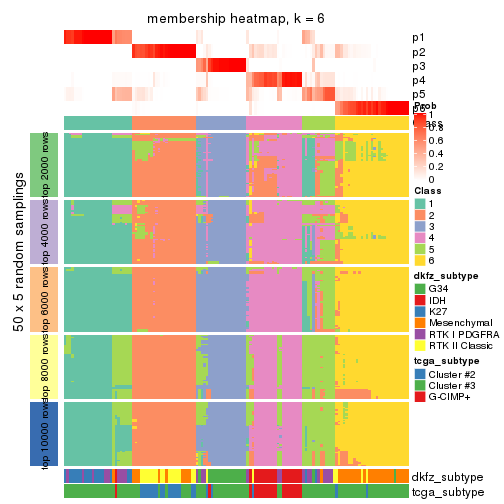 membership heatmap, k = 6
p1
p2
p3
p4
p5
p6
Prob
1
0.8
0.6
0.4
0.2
0
Class
Class
1
2
3
4
5
6
dkfz_subtype
G34
IDH
K27
Mesenchymal
RTK I PDGFRA
RTK II Classic
tcga_subtype
Cluster #2
Cluster #3
G-CIMP+
50 x 5 random samplings
top 2000 rows
top 4000 rows
top 6000 rows
top 8000 rows
top 10000 rows
dkfz_subtype
tcga_subtype